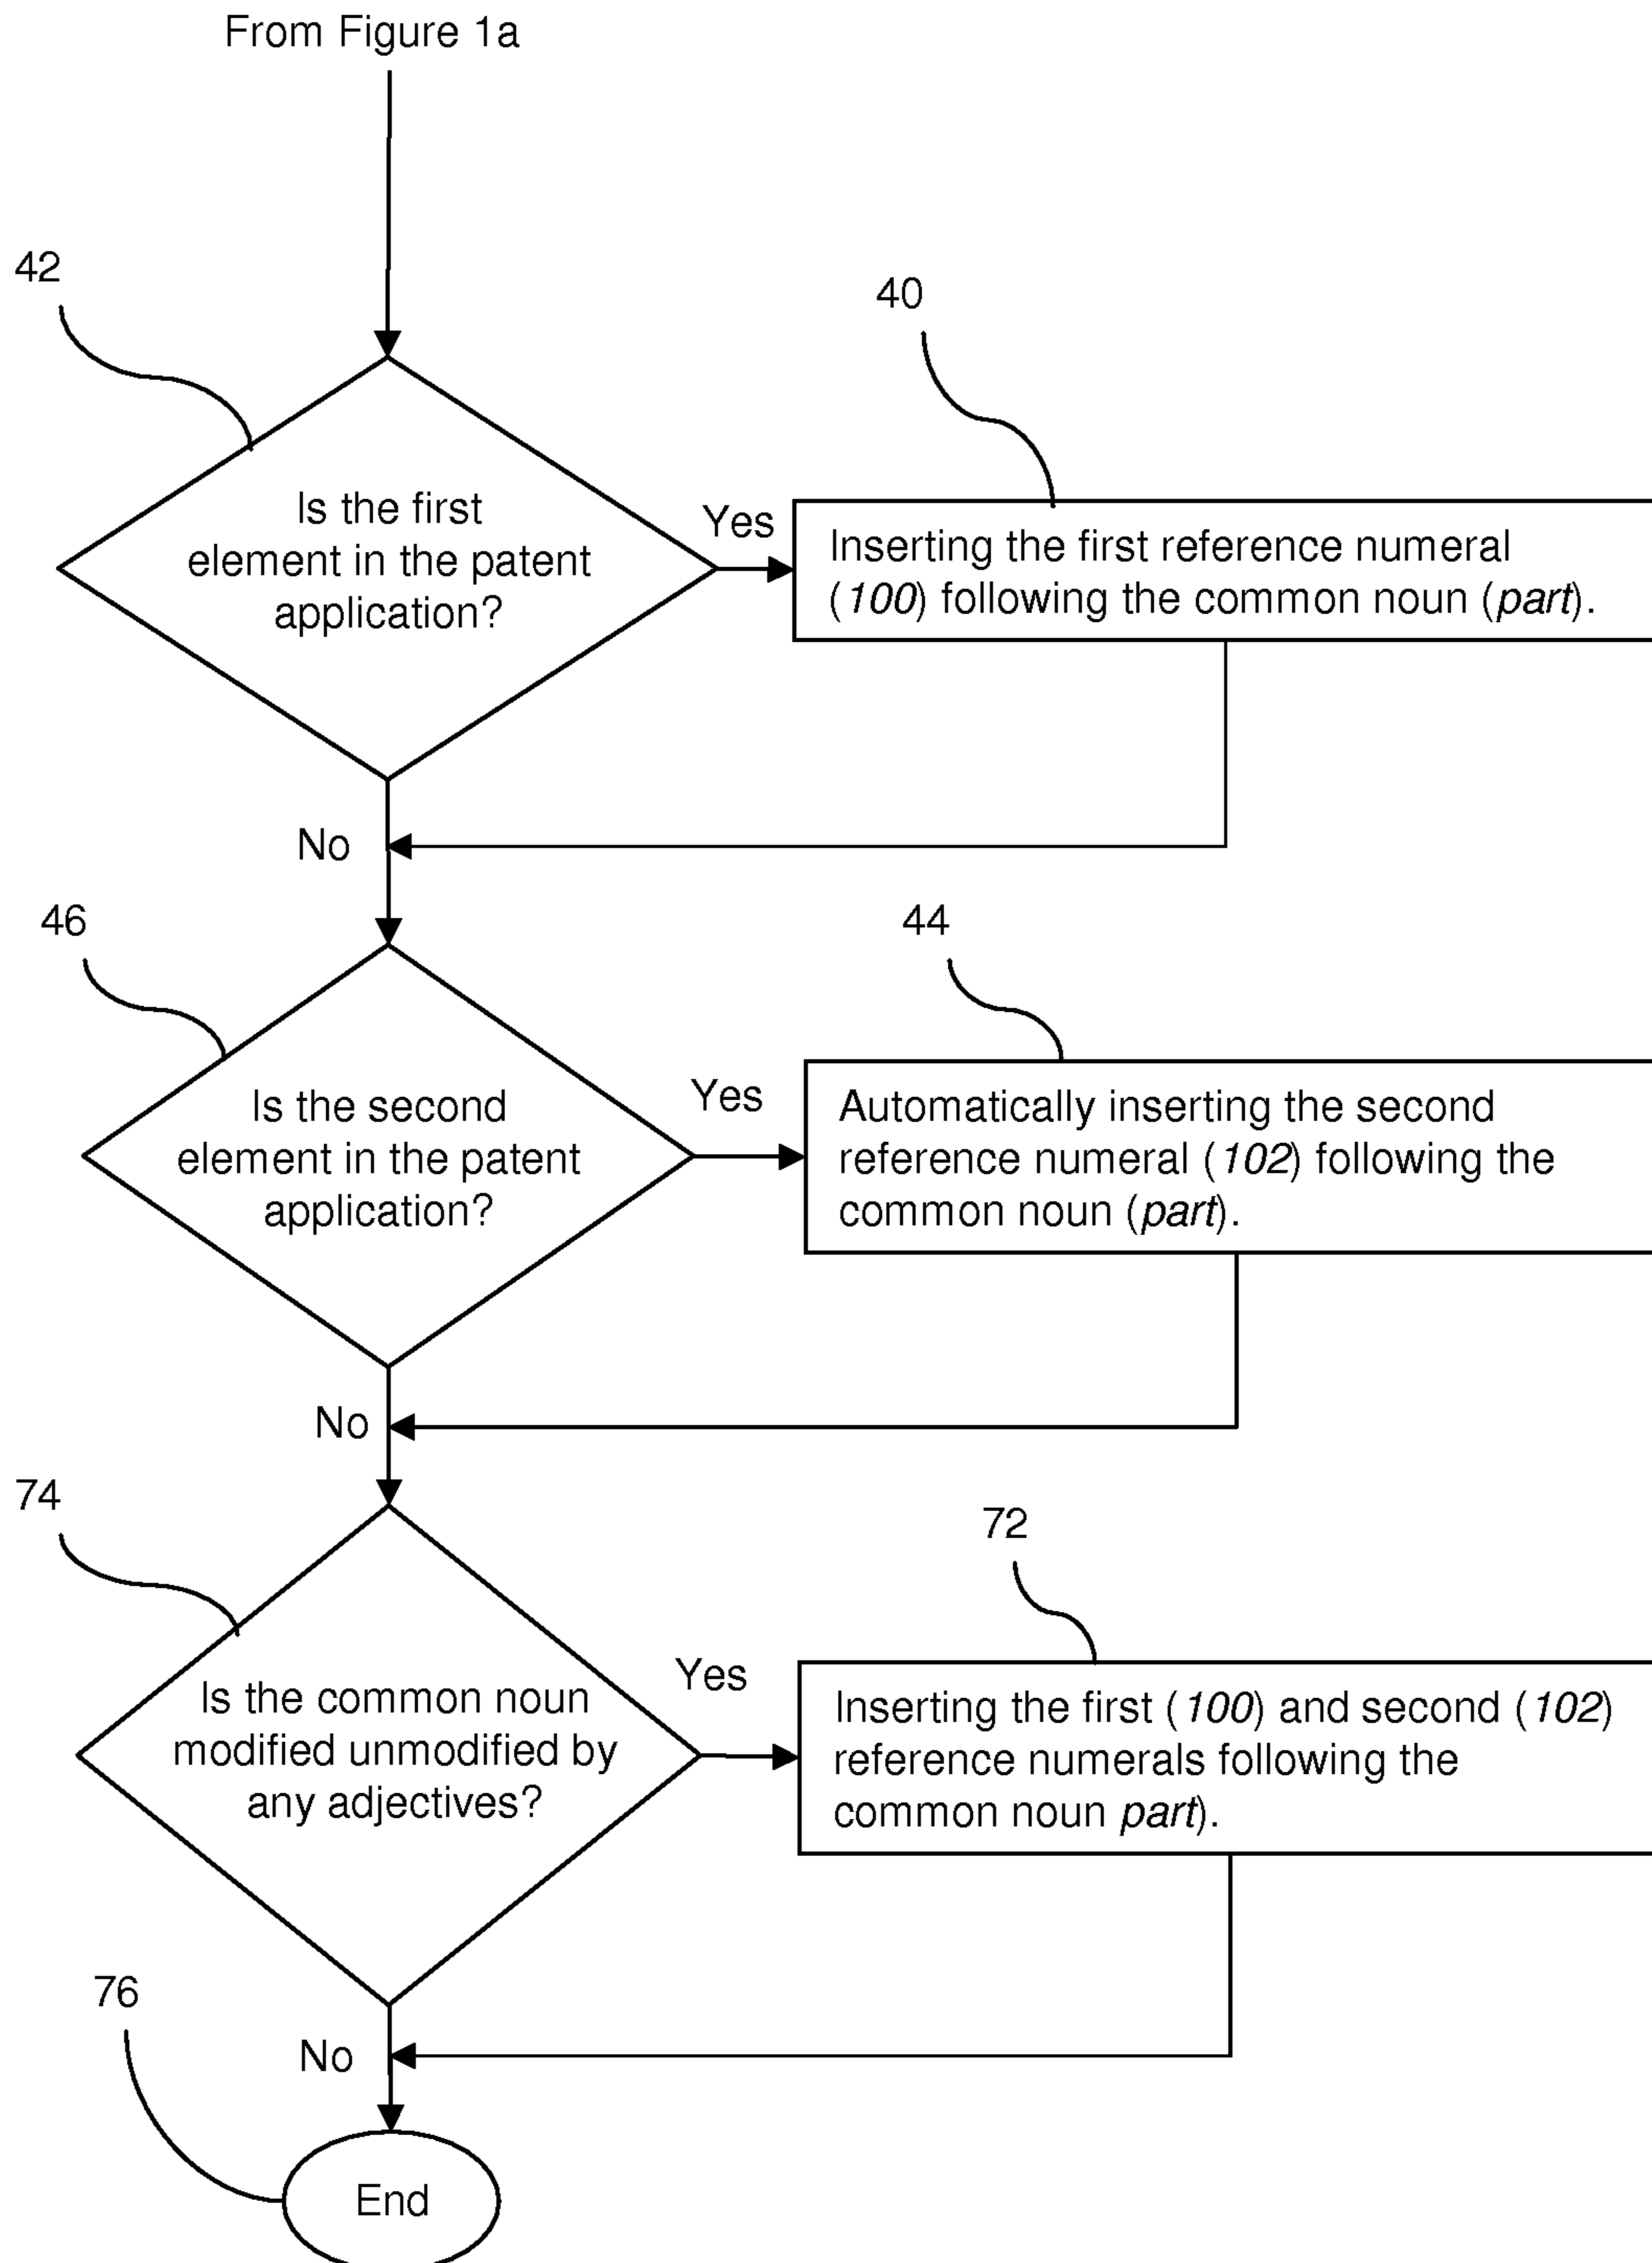 From Figure 1a
42
40
Is the first
element in the patent
application?
Yes
Inserting the first reference numeral
(100) following the common noun (part).
No
46
44
Is the second
element in the patent
application?
Yes
Automatically inserting the second
reference numeral (102) following the
common noun (part).
No
74
72
Is the common noun
modified unmodified by
any adjectives?
Yes
Inserting the first (100) and second (102)
reference numerals following the
common noun part).
76
No
End